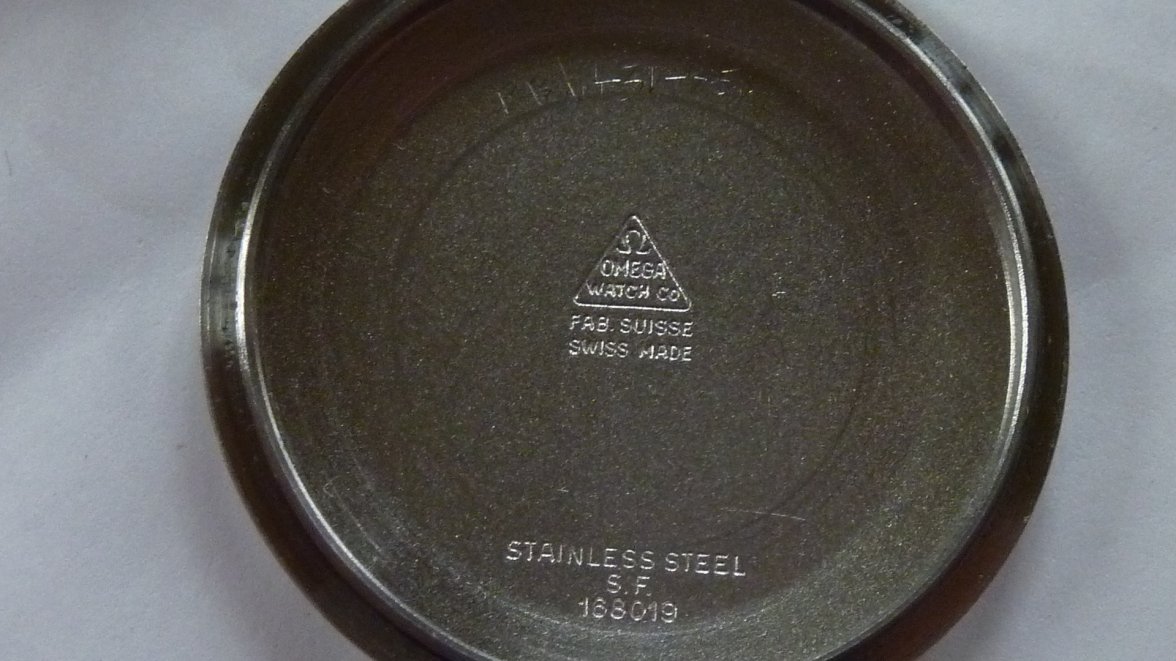 Ω
OMEGA
WATCH CO
FAB. SUISSE
SWISS MADE
STAINLESS STEEL
S.F.
168019